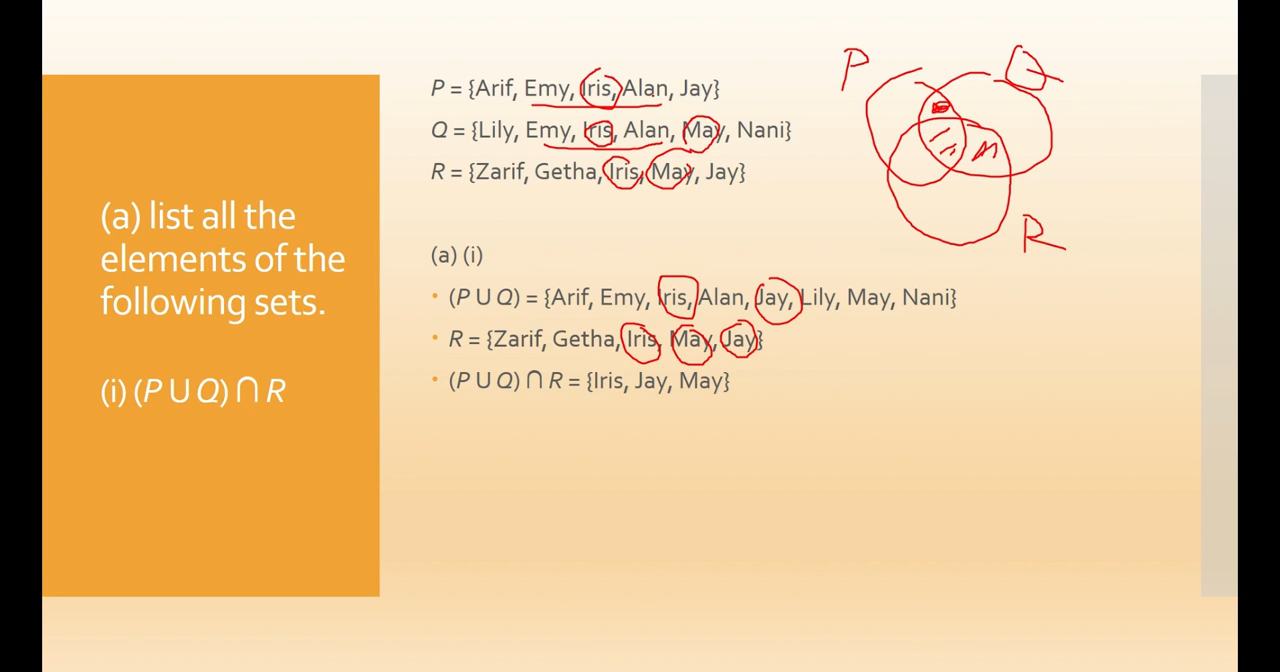 (a) list all the
elements of the
following sets.
(i) (P ∪ Q) ⋂ R
P = {Arif, Emy, Iris, Alan, Jay}
Q = {Lily, Emy, Iris, Alan, May, Nani}
R = {Zarif, Getha, Iris, May, Jay}
(a) (i)
• (P ∪ Q) = {Arif, Emy, Iris, Alan, Jay, Lily, May, Nani}
• R = {Zarif, Getha, Iris, May, Jay}
• (P ∪ Q) ⋂ R = {Iris, Jay, May}
P
Q
M
R